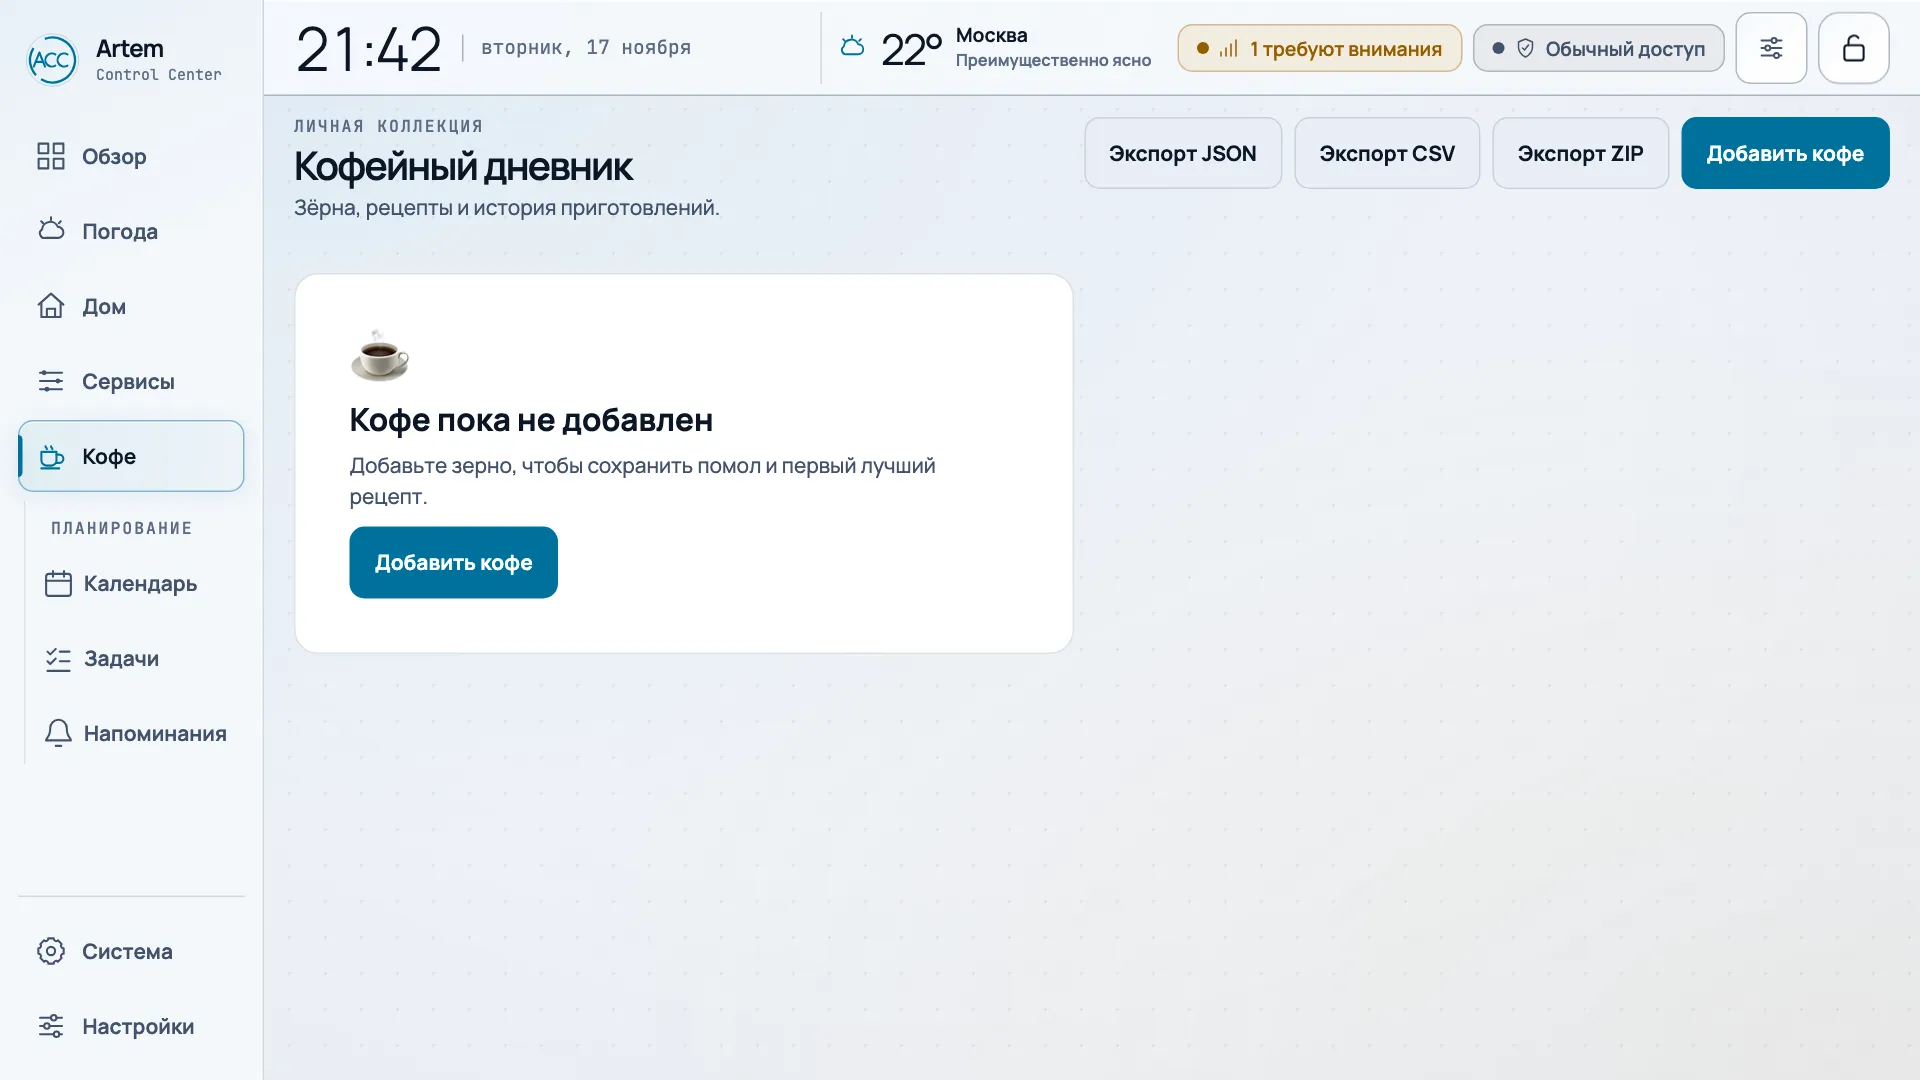 ACC
Artem
Control Center
Обзор
Погода
Дом
Сервисы
Кофе
ПЛАНИРОВАНИЕ
Календарь
Задачи
Напоминания
Система
Настройки
21:42
вторник, 17 ноября
22°
Москва
Преимущественно ясно
1 требуют внимания
Обычный доступ
ЛИЧНАЯ КОЛЛЕКЦИЯ
Кофейный дневник
Зёрна, рецепты и история приготовлений.
Экспорт JSON
Экспорт CSV
Экспорт ZIP
Добавить кофе
Кофе пока не добавлен
Добавьте зерно, чтобы сохранить помол и первый лучший
рецепт.
Добавить кофе